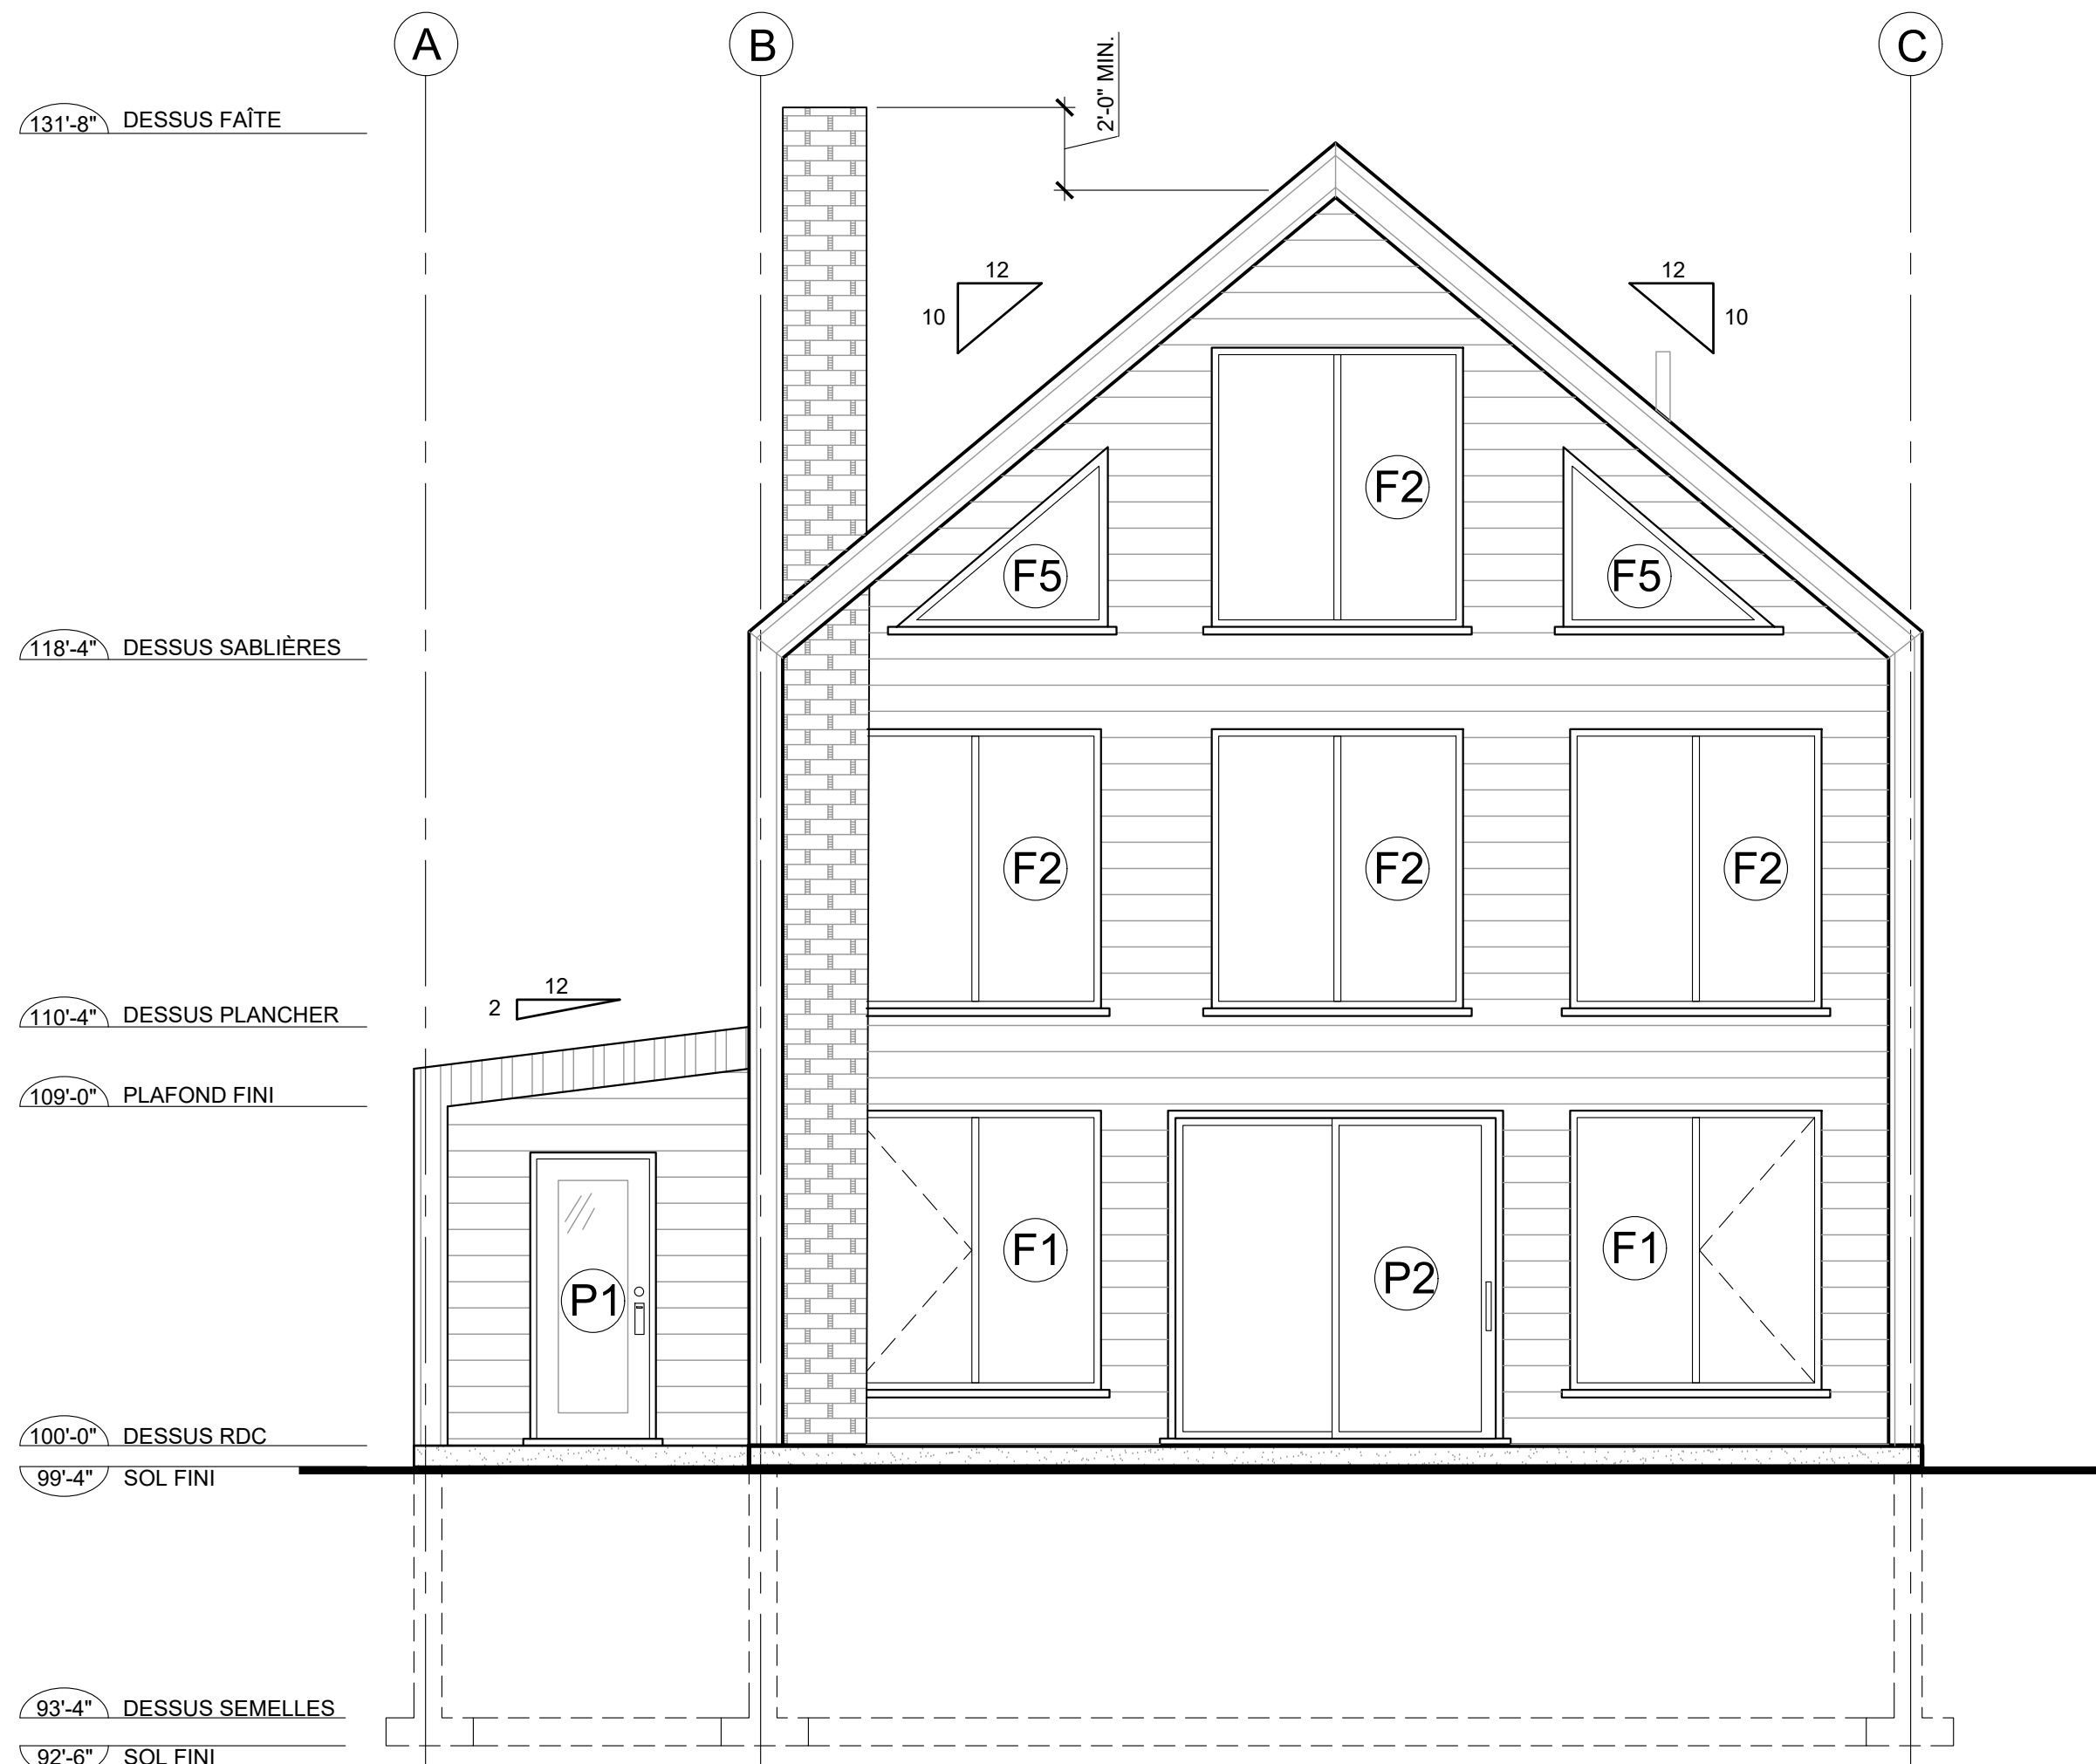 A
B
C
2'-0" MIN.
131'-8" DESSUS FAÎTE
12
10
12
10
F2
F5
F5
118'-4" DESSUS SABLIÈRES
F2
F2
F2
12
2
110'-4" DESSUS PLANCHER
109'-0" PLAFOND FINI
F1
F1
P2
P1
100'-0" DESSUS RDC
99'-4" SOL FINI
93'-4" DESSUS SEMELLES
92'-6" SOL FINI